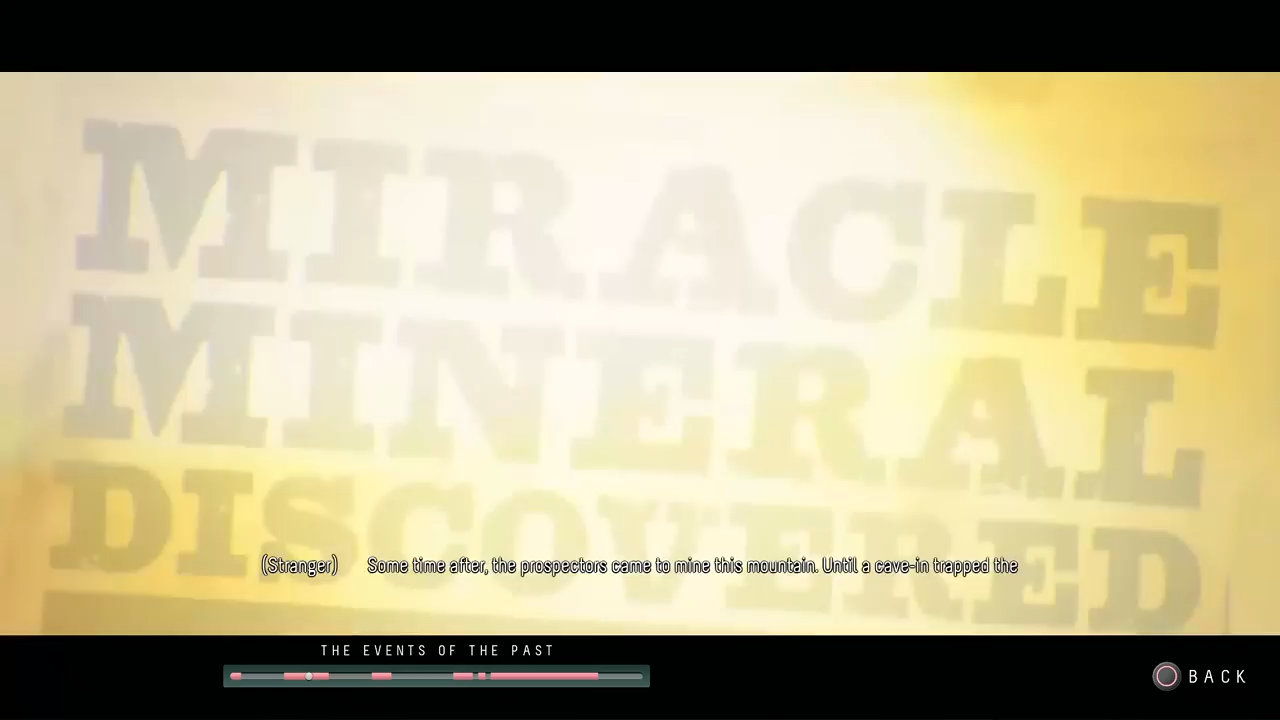 MIRACLE
MINERAL
DISCOVERED
(Stranger) Some time after, the prospectors came to mine this mountain. Until a cave-in trapped the
THE EVENTS OF THE PAST
BACK